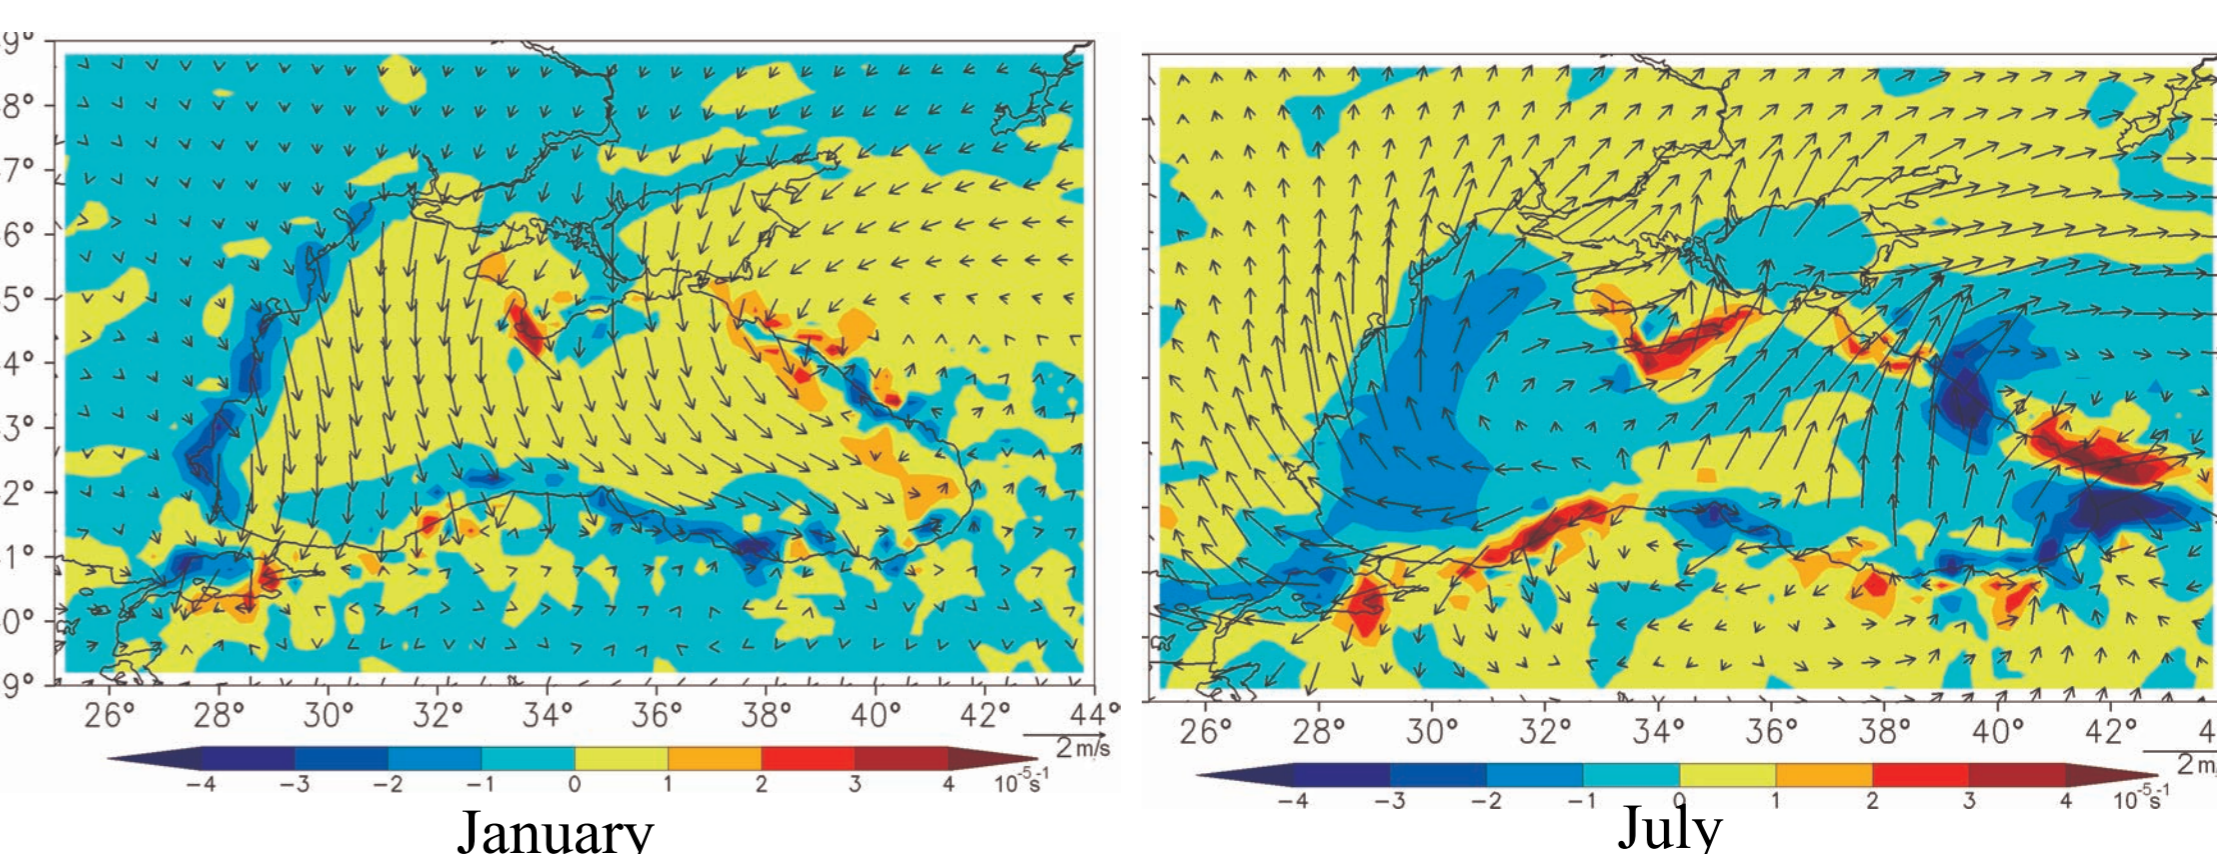 9°
8°
7°
6°
5°
4°
3°
2°
1°
0°
9°
26° 28° 30° 32° 34° 36° 38° 40° 42° 44°
2 m/s
−4 −3 −2 −1 0 1 2 3 4 10⁻⁵s⁻¹
January
26° 28° 30° 32° 34° 36° 38° 40° 42° 4
2 m
−4 −3 −2 −1 0 1 2 3 4 10⁻⁵s⁻¹
July